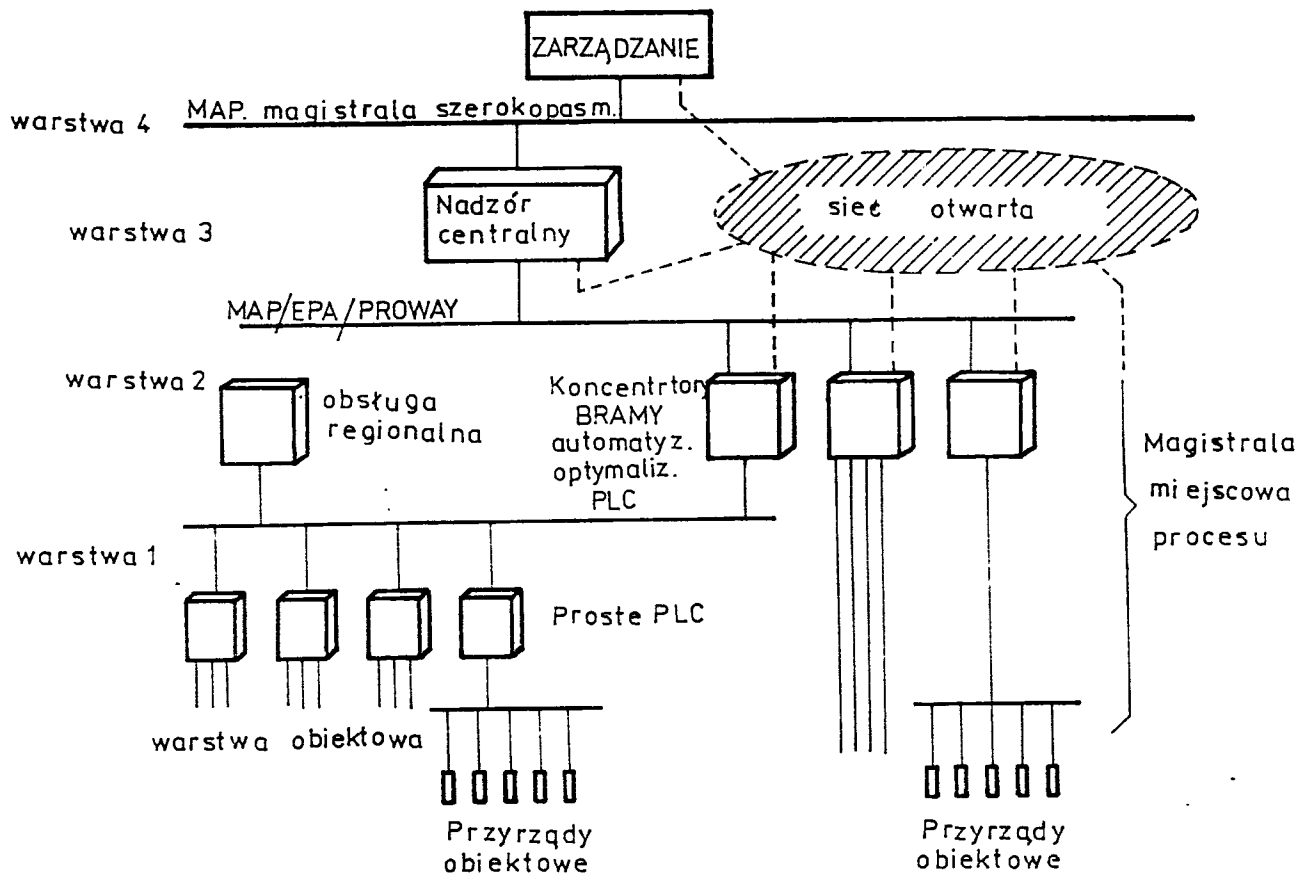 ZARZĄDZANIE
MAP. magistrala szerokopasm.
warstwa 4
Nadzór
centralny
sieć otwarta
warstwa 3
MAP/EPA/PROWAY
warstwa 2
obsługa
regionalna
Koncentrtory
BRAMY
automatyz.
optymaliz.
PLC
Magistrala
miejscowa
procesu
warstwa 1
Proste PLC
warstwa obiektowa
Przyrządy
obiektowe
Przyrządy
obiektowe